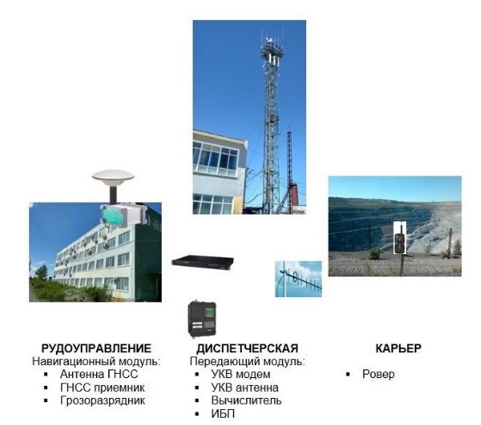 РУДОУПРАВЛЕНИЕ
Навигационный модуль:
▪ Антенна ГНСС
▪ ГНСС приемник
▪ Грозоразрядник
ДИСПЕТЧЕРСКАЯ
Передающий модуль:
▪ УКВ модем
▪ УКВ антенна
▪ Вычислитель
▪ ИБП
КАРЬЕР
▪ Ровер